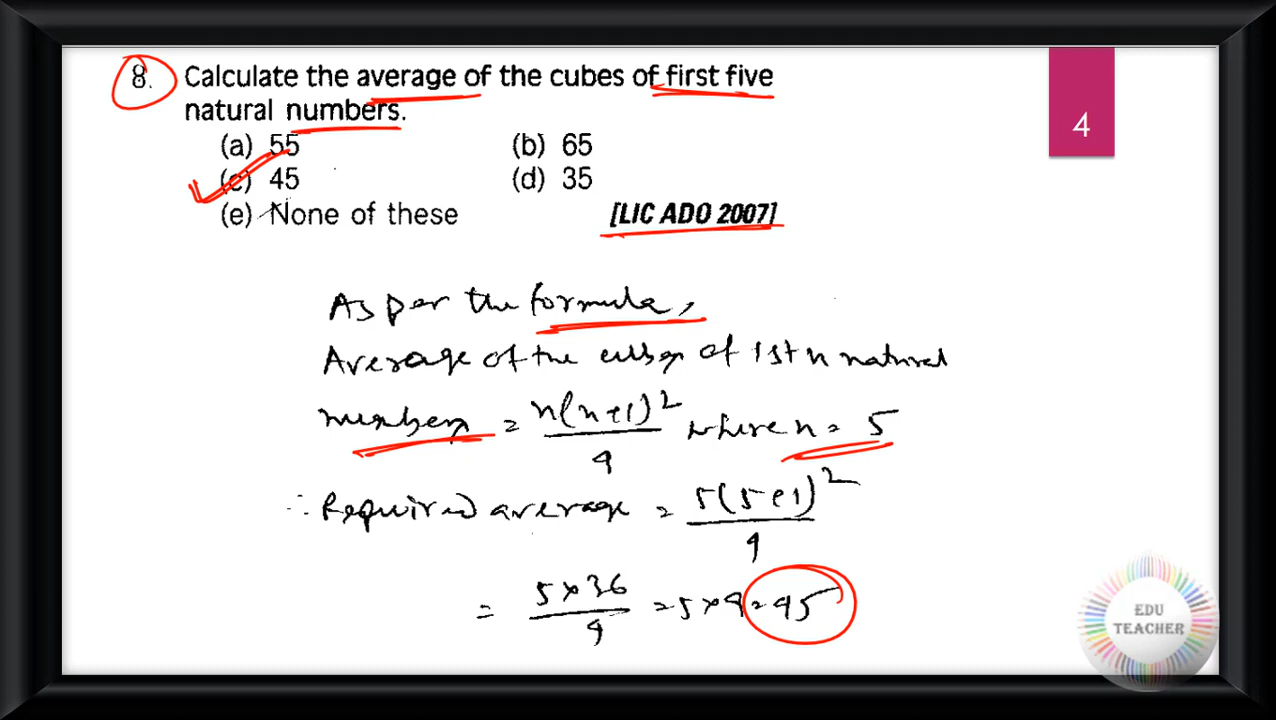 8. Calculate the average of the cubes of first five
4
natural numbers.
(a) 55 (b) 65
(c) 45 (d) 35
(e) None of these [LIC ADO 2007]
As per the formula,
Average of the cubes of 1st n natural
numbers = n(n+1)²/4 where n = 5
∴ Required average = 5(5+1)²/4
= 5×36/4 = 5×9 = 45
EDU
TEACHER